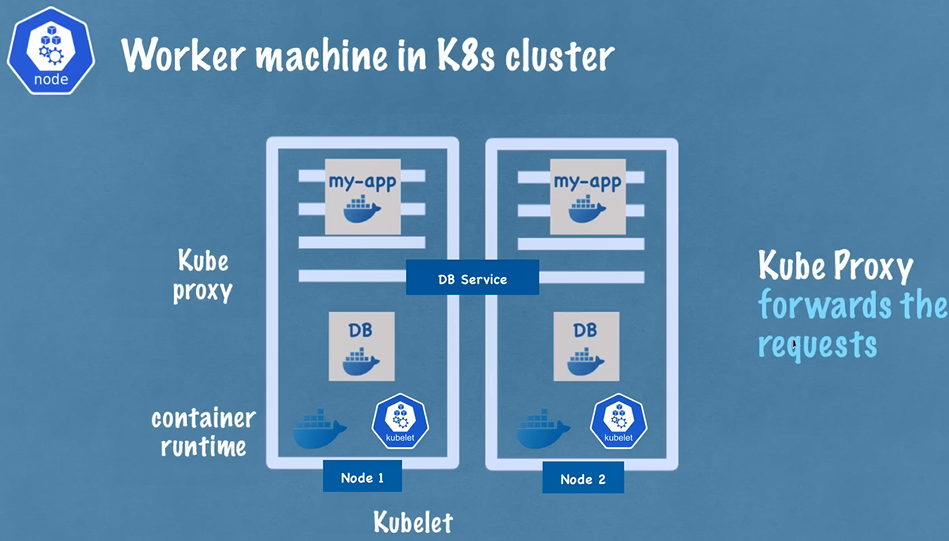 node
Worker machine in K8s cluster
my-app
my-app
Kube
proxy
DB Service
Kube Proxy
forwards the
requests
DB
DB
container
runtime
kubelet
kubelet
Node 1
Node 2
Kubelet